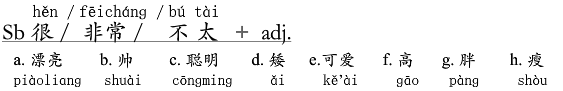 hěn / fēicháng / bú tài
Sb 很 / 非常 / 不太 + adj.
a. 漂亮 b. 帅 c. 聪明 d. 矮 e.可爱 f. 高 g. 胖 h. 瘦
piàoliang shuài cōngming ǎi kě'ài gāo pàng shòu